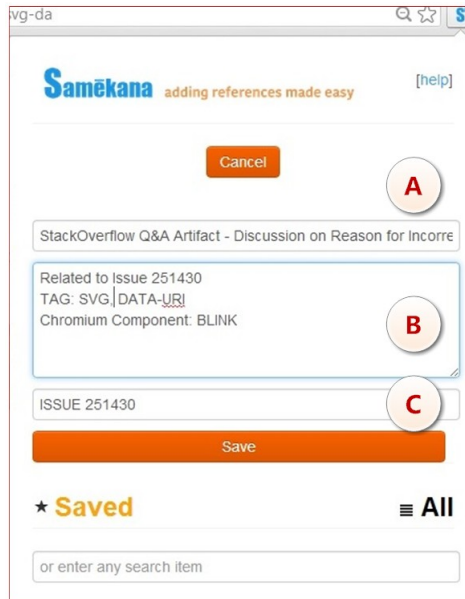 svg-da
S
Samēkana adding references made easy [help]
Cancel
A
StackOverflow Q&A Artifact - Discussion on Reason for Incorre
Related to Issue 251430
TAG: SVG, DATA-URI
Chromium Component: BLINK
B
ISSUE 251430
C
Save
Saved
All
or enter any search item